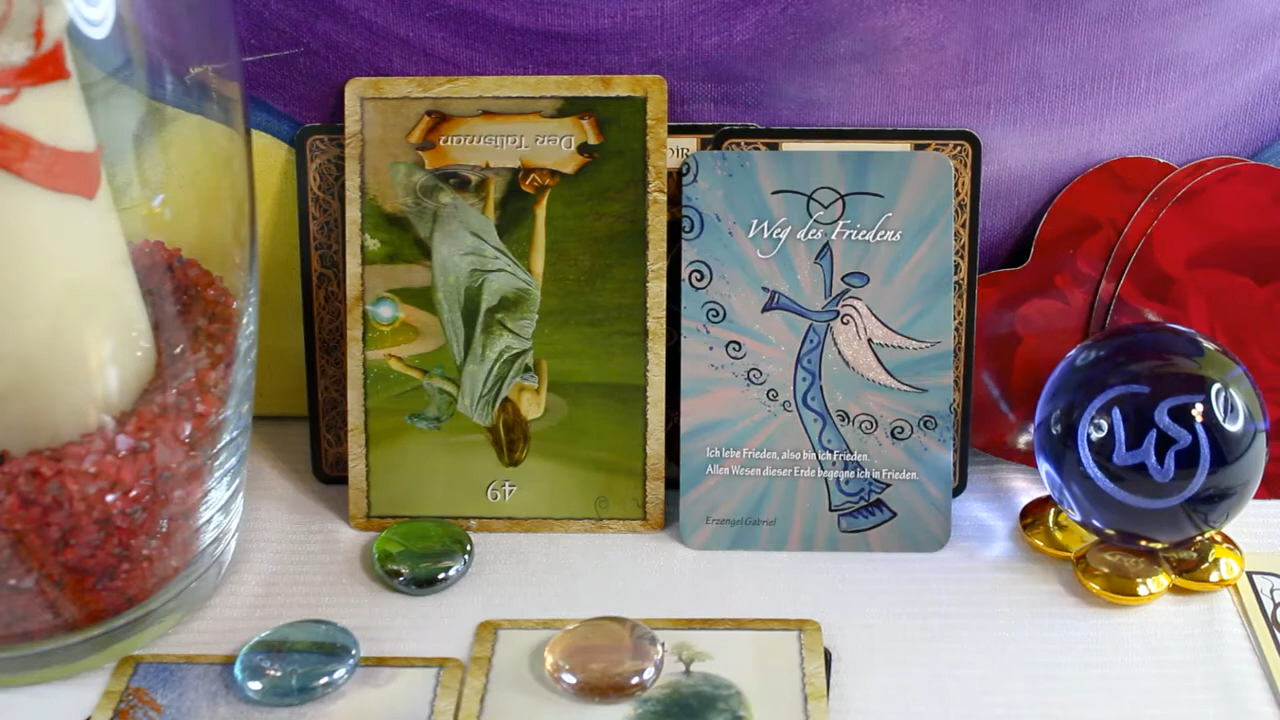 Der Talisman
49
Weg des Friedens
Ich lebe Frieden, also bin ich Frieden.
Allen Wesen dieser Erde begegne ich in Frieden.
Erzengel Gabriel